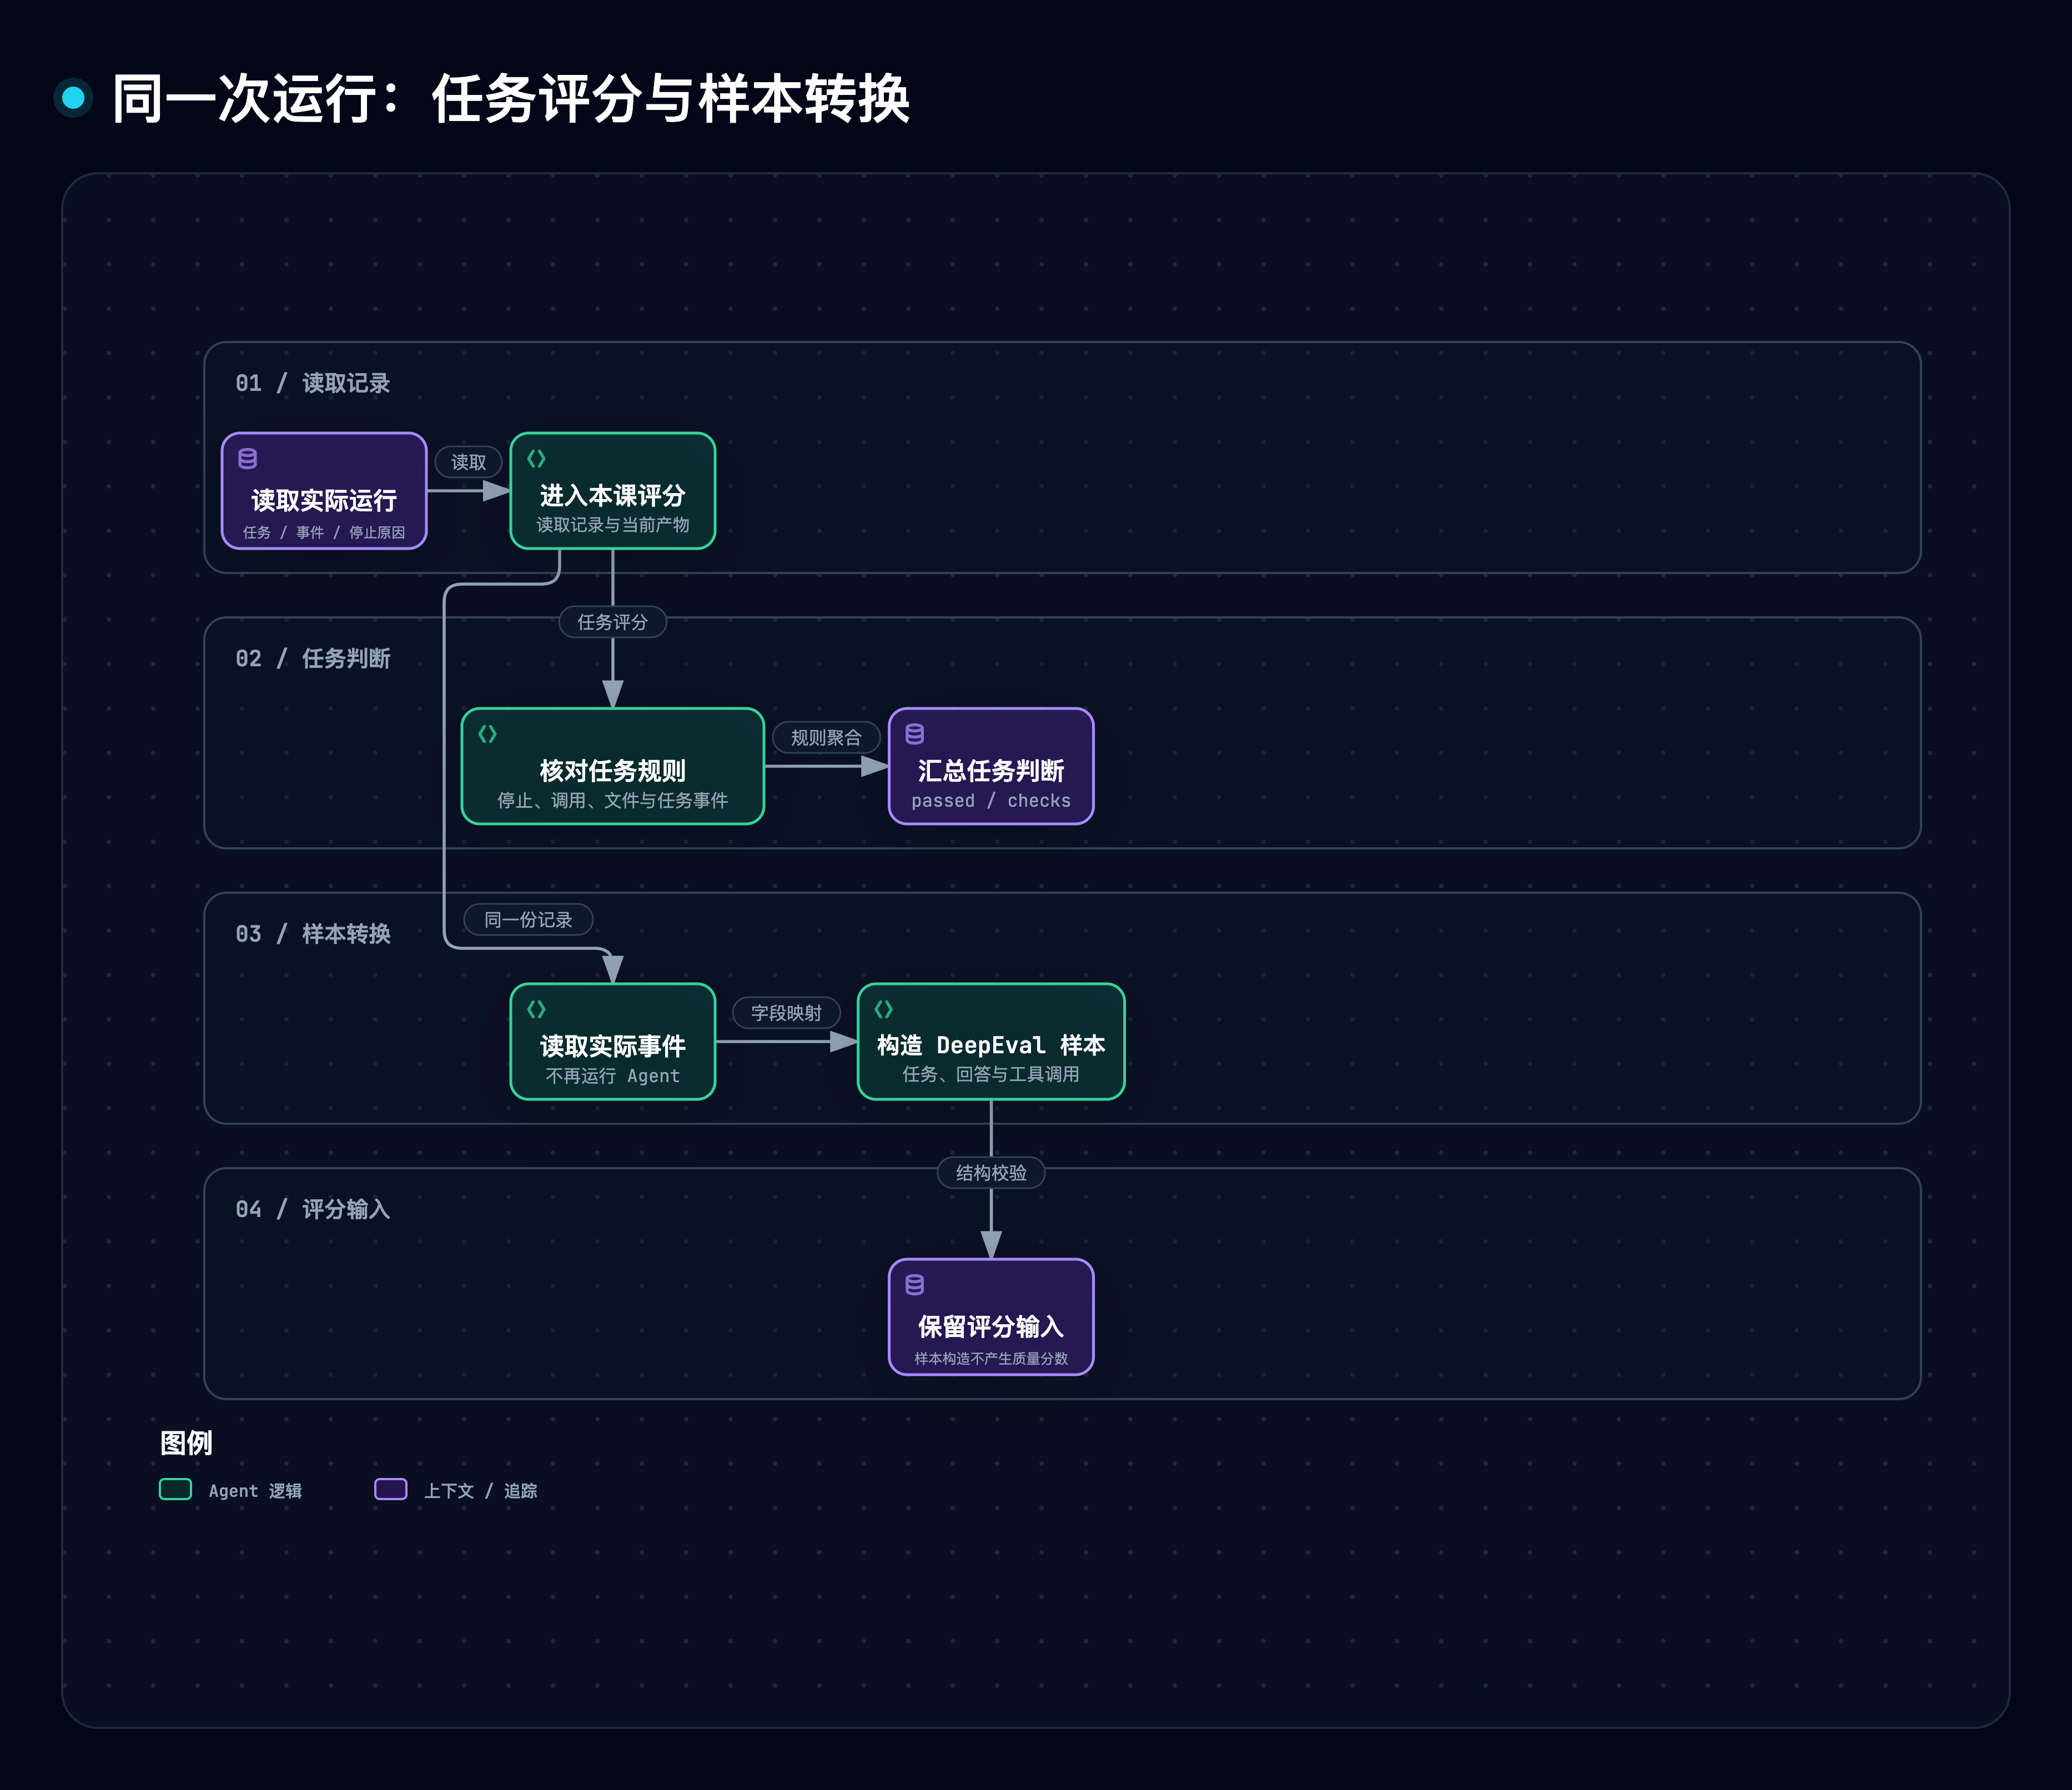 同一次运行：任务评分与样本转换
01 / 读取记录
读取实际运行
任务 / 事件 / 停止原因
读取
进入本课评分
读取记录与当前产物
任务评分
02 / 任务判断
核对任务规则
停止、调用、文件与任务事件
规则聚合
汇总任务判断
passed / checks
03 / 样本转换
同一份记录
读取实际事件
不再运行 Agent
字段映射
构造 DeepEval 样本
任务、回答与工具调用
结构校验
04 / 评分输入
保留评分输入
样本构造不产生质量分数
图例
Agent 逻辑
上下文 / 追踪